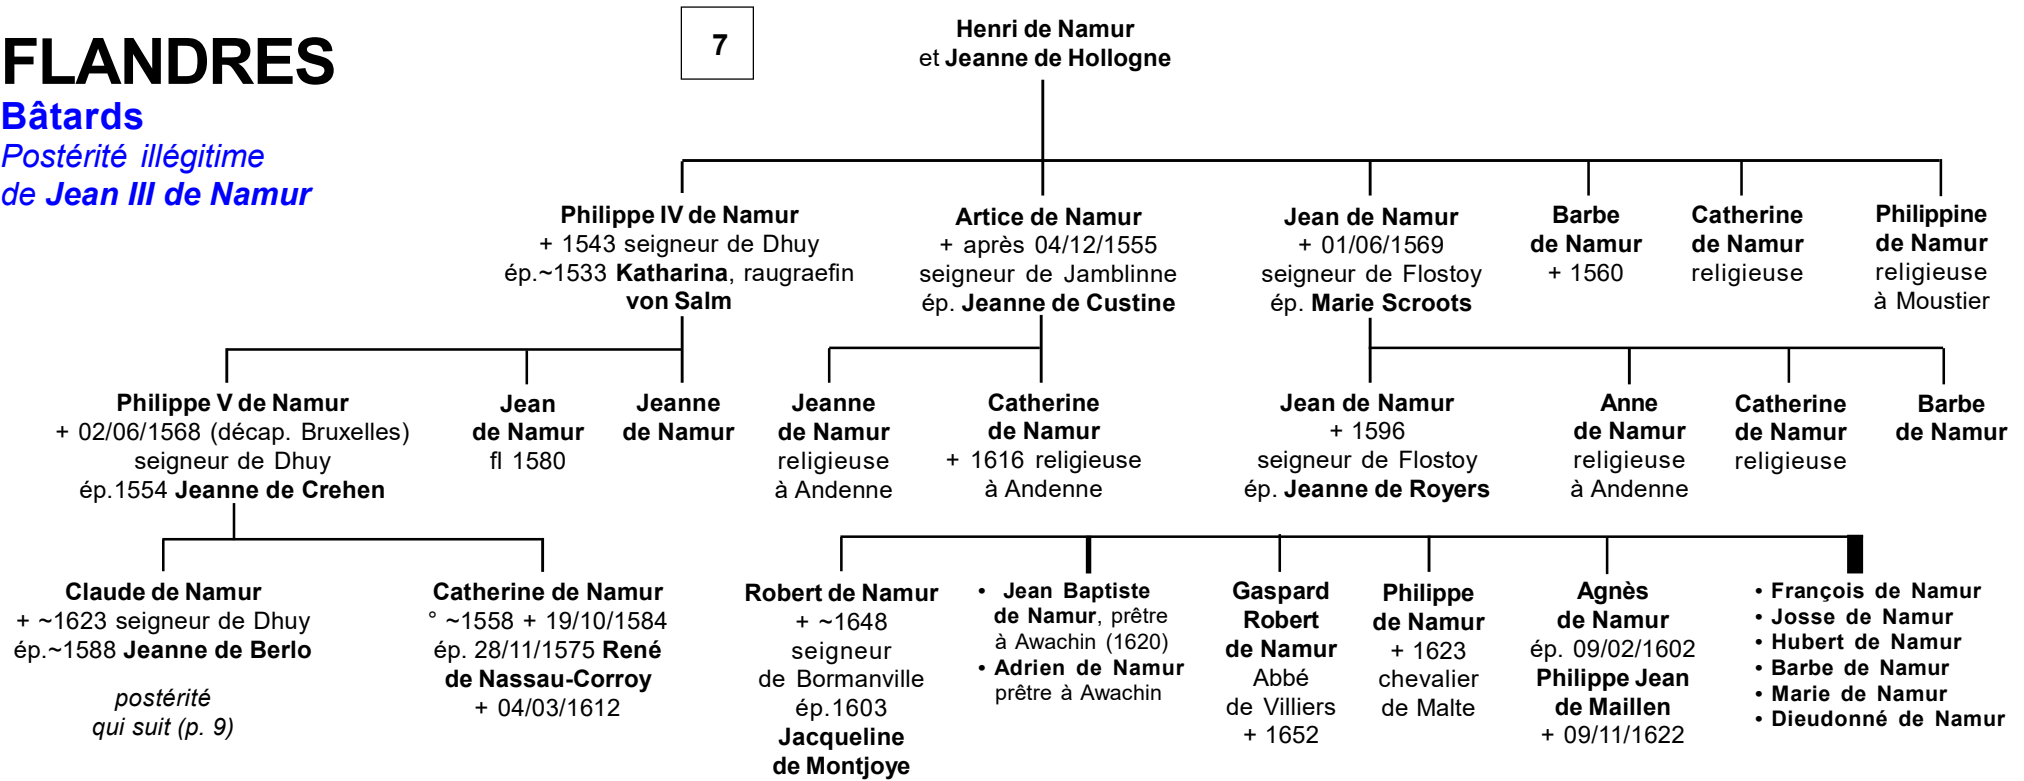 FLANDRES
Bâtards
Postérité illégitime
de Jean III de Namur
7
Henri de Namur
et Jeanne de Hollogne
Philippe IV de Namur
+ 1543 seigneur de Dhuy
ép.~1533 Katharina, raugraefin
von Salm
Artice de Namur
+ après 04/12/1555
seigneur de Jamblinne
ép. Jeanne de Custine
Jean de Namur
+ 01/06/1569
seigneur de Flostoy
ép. Marie Scroots
Barbe
de Namur
+ 1560
Catherine
de Namur
religieuse
Philippine
de Namur
religieuse
à Moustier
Philippe V de Namur
+ 02/06/1568 (décap. Bruxelles)
seigneur de Dhuy
ép.1554 Jeanne de Crehen
Jean
de Namur
fl 1580
Jeanne
de Namur
Jeanne
de Namur
religieuse
à Andenne
Catherine
de Namur
+ 1616 religieuse
à Andenne
Jean de Namur
+ 1596
seigneur de Flostoy
ép. Jeanne de Royers
Anne
de Namur
religieuse
à Andenne
Catherine
de Namur
religieuse
Barbe
de Namur
Claude de Namur
+ ~1623 seigneur de Dhuy
ép.~1588 Jeanne de Berlo
postérité
qui suit (p. 9)
Catherine de Namur
° ~1558 + 19/10/1584
ép. 28/11/1575 René
de Nassau-Corroy
+ 04/03/1612
Robert de Namur
+ ~1648
seigneur
de Bormanville
ép.1603
Jacqueline
de Montjoye
• Jean Baptiste
de Namur, prêtre
à Awachin (1620)
• Adrien de Namur
prêtre à Awachin
Gaspard
Robert
de Namur
Abbé
de Villiers
+ 1652
Philippe
de Namur
+ 1623
chevalier
de Malte
Agnès
de Namur
ép. 09/02/1602
Philippe Jean
de Maillen
+ 09/11/1622
• François de Namur
• Josse de Namur
• Hubert de Namur
• Barbe de Namur
• Marie de Namur
• Dieudonné de Namur